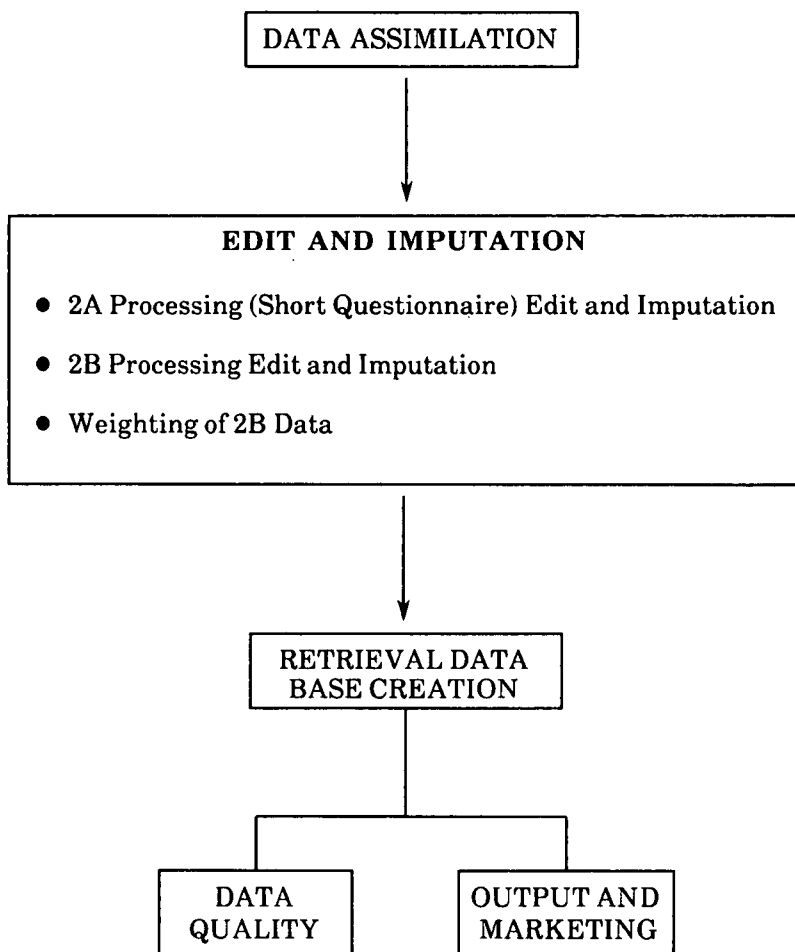 DATA ASSIMILATION
EDIT AND IMPUTATION
● 2A Processing (Short Questionnaire) Edit and Imputation
● 2B Processing Edit and Imputation
● Weighting of 2B Data
RETRIEVAL DATA
BASE CREATION
DATA
QUALITY
OUTPUT AND
MARKETING